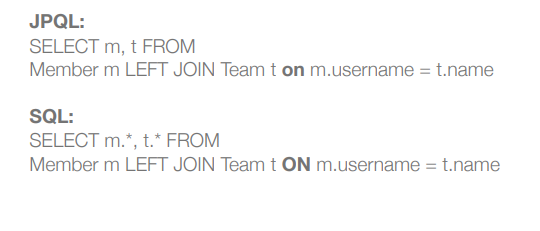 JPQL:
SELECT m, t FROM
Member m LEFT JOIN Team t on m.username = t.name
SQL:
SELECT m.*, t.* FROM
Member m LEFT JOIN Team t ON m.username = t.name